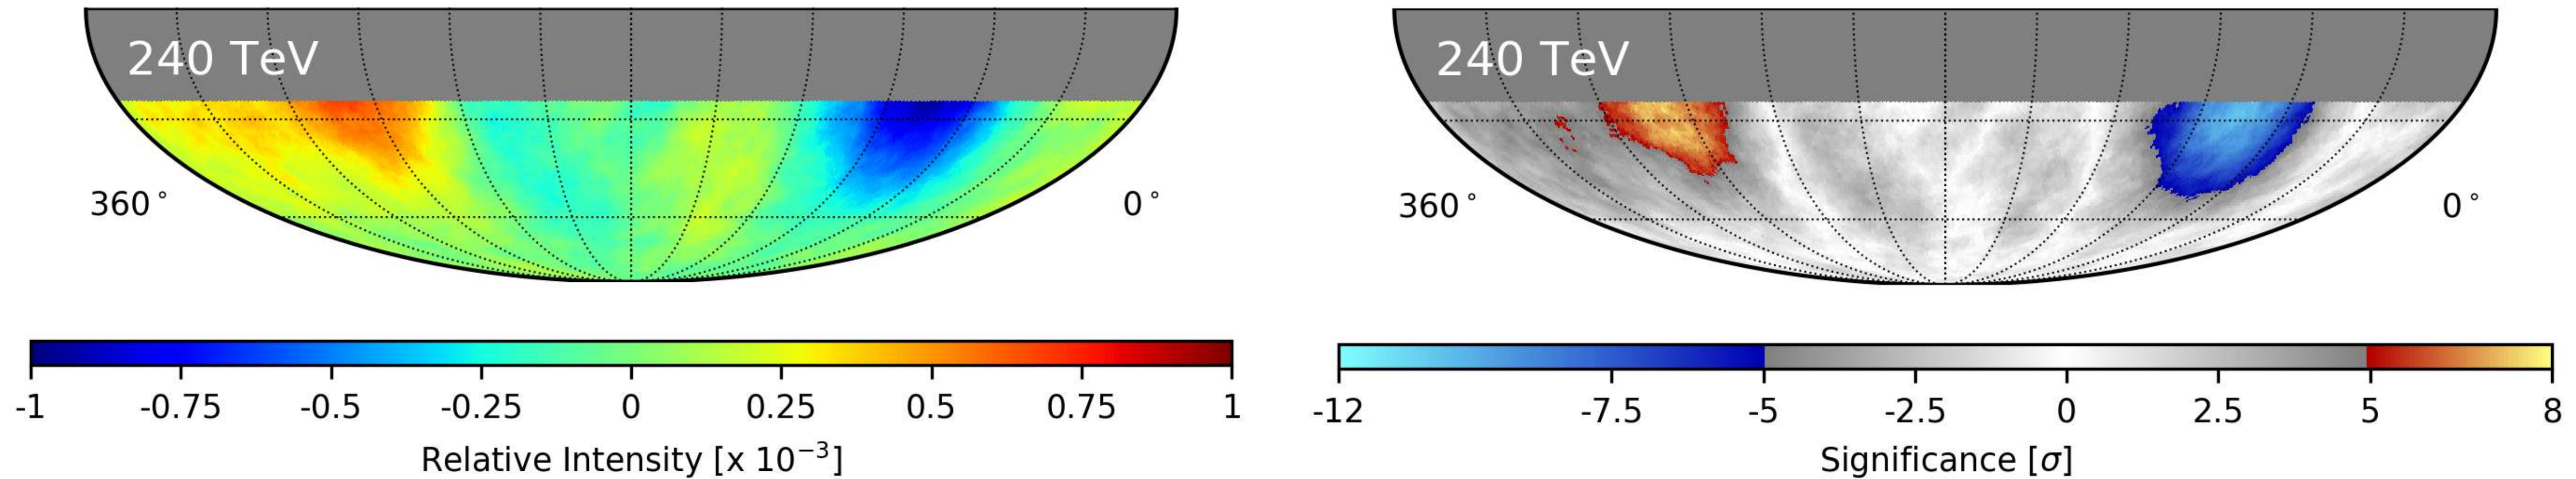 240 TeV
360°
0°
-1 -0.75 -0.5 -0.25 0 0.25 0.5 0.75 1
Relative Intensity [x 10⁻³]
240 TeV
360°
0°
-12 -7.5 -5 -2.5 0 2.5 5 8
Significance [σ]